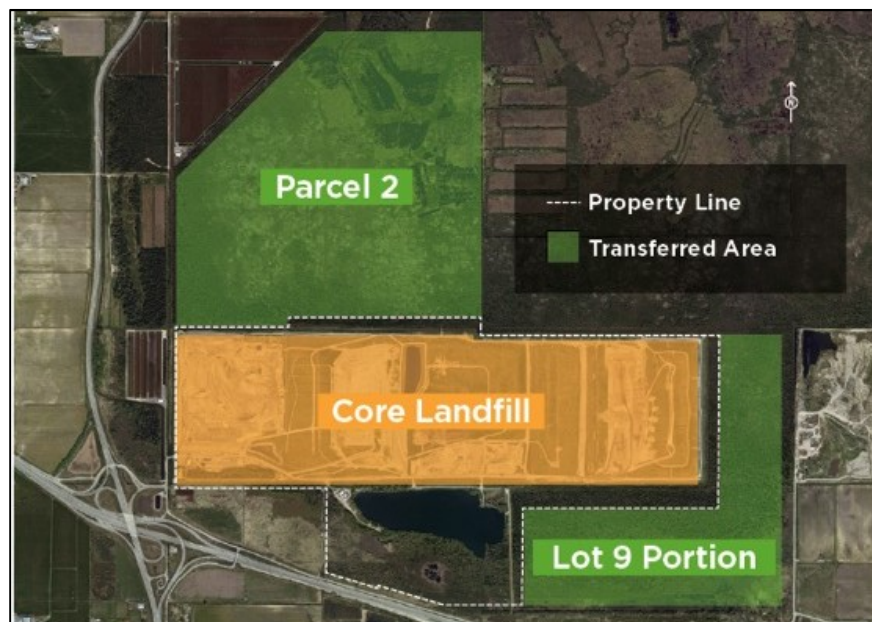 Parcel 2
N
Property Line
Transferred Area
Core Landfill
Lot 9 Portion